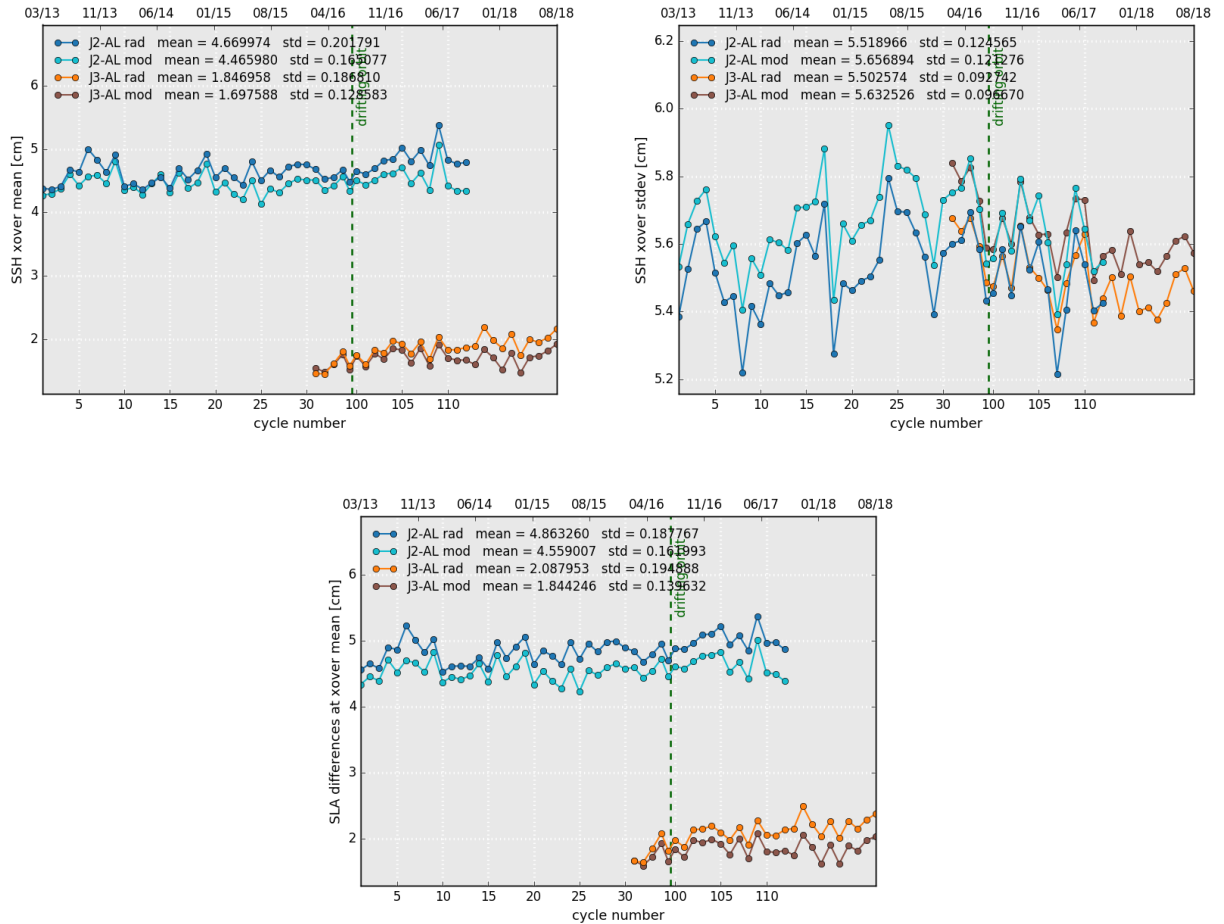 03/13 11/13 06/14 01/15 08/15 04/16 11/16 06/17 01/18 08/18
J2-AL rad mean = 4.669974 std = 0.201791
J2-AL mod mean = 4.465980 std = 0.165077
J3-AL rad mean = 1.846958 std = 0.186810
J3-AL mod mean = 1.697588 std = 0.128583
SSH xover mean [cm]
6
5
4
3
2
5 10 15 20 25 30 100 105 110
cycle number
03/13 11/13 06/14 01/15 08/15 04/16 11/16 06/17 01/18 08/18
J2-AL rad mean = 5.518966 std = 0.124565
J2-AL mod mean = 5.656894 std = 0.121276
J3-AL rad mean = 5.502574 std = 0.092742
J3-AL mod mean = 5.632526 std = 0.096670
SSH xover stdev [cm]
6.2
6.0
5.8
5.6
5.4
5.2
5 10 15 20 25 30 100 105 110
cycle number
03/13 11/13 06/14 01/15 08/15 04/16 11/16 06/17 01/18 08/18
J2-AL rad mean = 4.863260 std = 0.187767
J2-AL mod mean = 4.559007 std = 0.161993
J3-AL rad mean = 2.087953 std = 0.194888
J3-AL mod mean = 1.844246 std = 0.139632
SLA differences at xover mean [cm]
6
5
4
3
2
5 10 15 20 25 30 100 105 110
cycle number